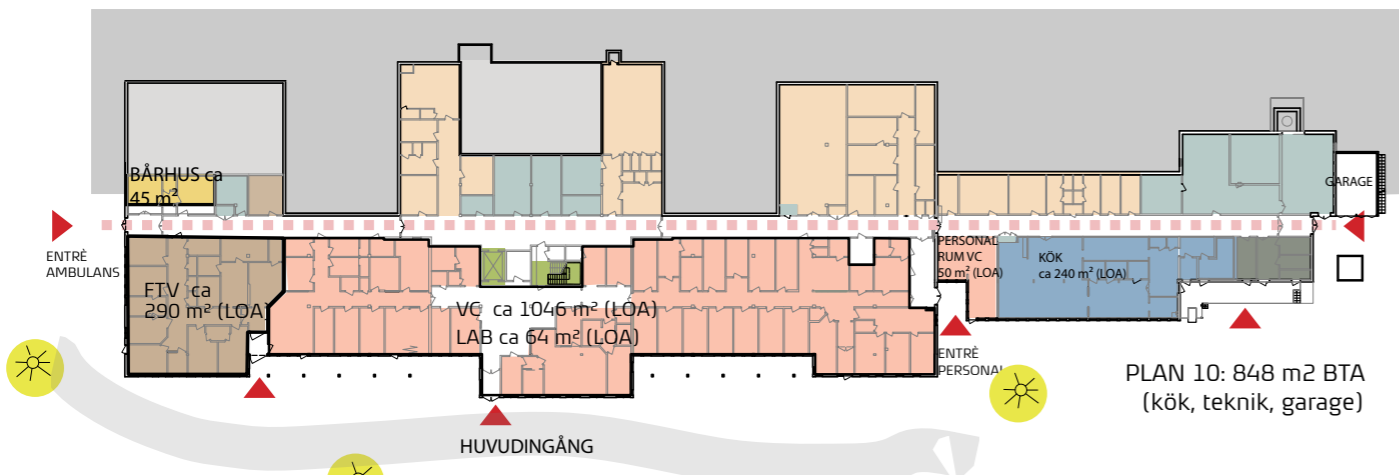 BÅRHUS ca
45 m²
GARAGE
ENTRÈ
AMBULANS
FTV ca
290 m² (LOA)
VC ca 1046 m² (LOA)
LAB ca 64 m² (LOA)
PERSONAL
RUM VC
50 m² (LOA)
KÖK
ca 240 m² (LOA)
ENTRÈ
PERSONAL
HUVUDINGÅNG
PLAN 10: 848 m2 BTA
(kök, teknik, garage)